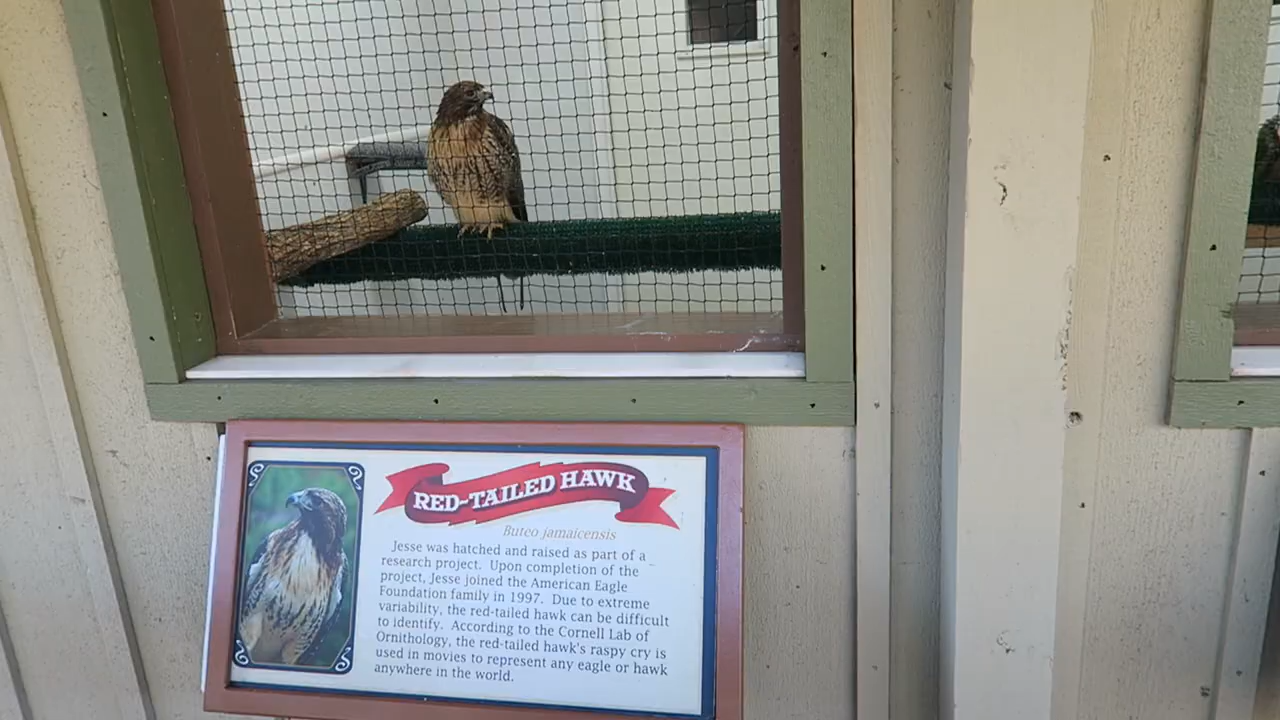 RED-TAILED HAWK
Buteo jamaicensis
Jesse was hatched and raised as part of a
research project. Upon completion of the
project, Jesse joined the American Eagle
Foundation family in 1997. Due to extreme
variability, the red-tailed hawk can be difficult
to identify. According to the Cornell Lab of
Ornithology, the red-tailed hawk's raspy cry is
used in movies to represent any eagle or hawk
anywhere in the world.